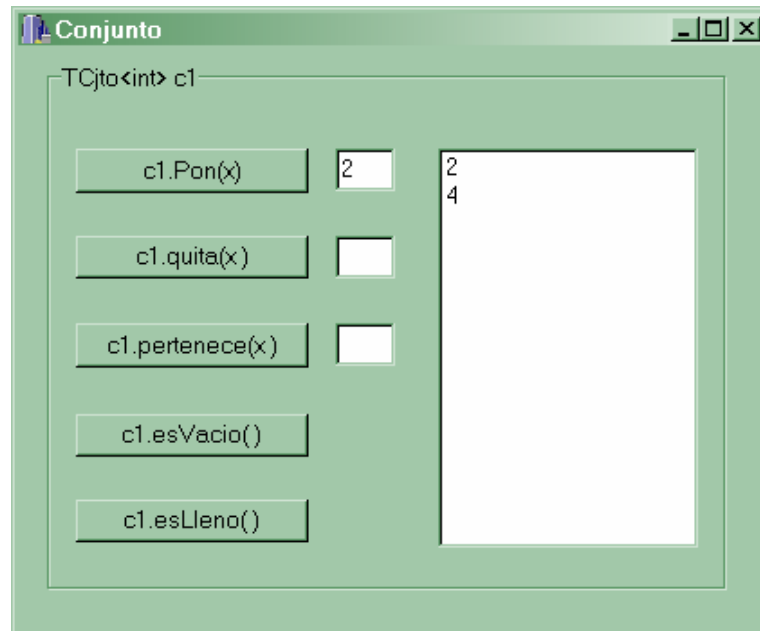 Conjunto
TCjto<int> c1
c1.Pon(x)
2
2
4
c1.quita(x)
c1.pertenece(x)
c1.esVacio()
c1.esLleno()